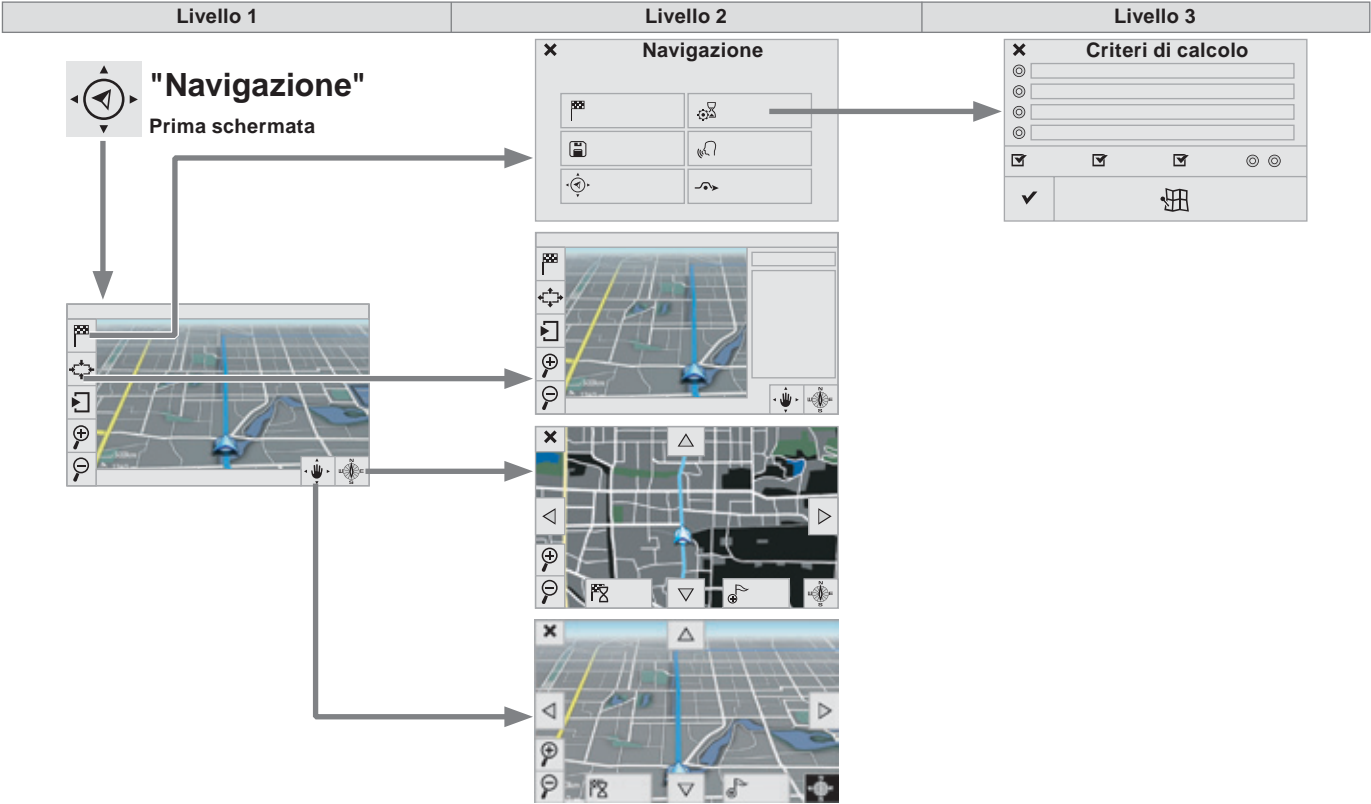 Livello 1
Livello 2
Livello 3
"Navigazione"
Prima schermata
Navigazione
Criteri di calcolo